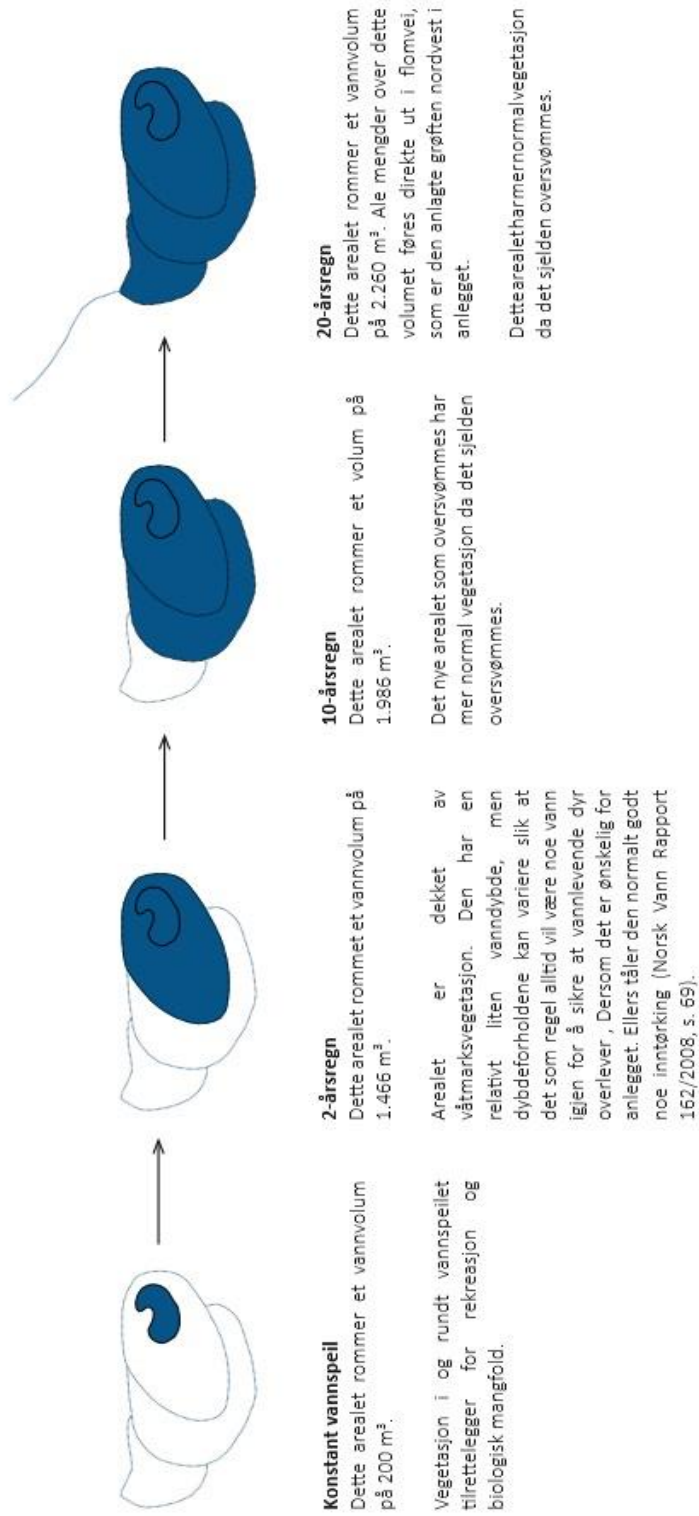 Konstant vannspeil
Dette arealet rommer et vannvolum
på 200 m³.
Vegetasjon i og rundt vannspeilet
tilrettelegger for rekreasjon og
biologisk mangfold.
2-årsregn
Dette arealet rommet et vannvolum på
1.466 m³.
Arealet er dekket av
våtmarksvegetasjon. Den har en
relativt liten vanndybde, men
dybdeforholdene kan variere slik at
det som regel alltid vil være noe vann
igjen for å sikre at vannlevende dyr
overlever , Dersom det er ønskelig for
anlegget. Ellers tåler den normalt godt
noe inntørking (Norsk Vann Rapport
162/2008, s. 69).
10-årsregn
Dette arealet rommer et volum på
1.986 m³.
Det nye arealet som oversvømmes har
mer normal vegetasjon da det sjelden
oversvømmes.
20-årsregn
Dette arealet rommer et vannvolum
på 2.260 m³. Ale mengder over dette
volumet føres direkte ut i flomvei,
som er den anlagte grøften nordvest i
anlegget.
Dettearealetharmernormalvegetasjon
da det sjelden oversvømmes.